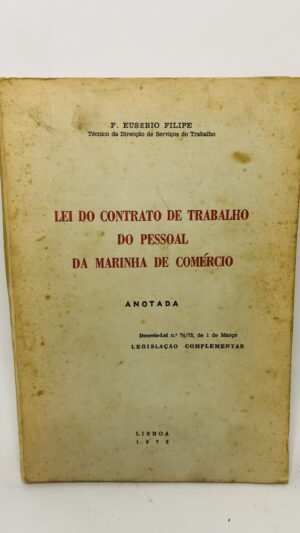 F. EUSÉBIO FILIPE
Técnico da Direcção de Serviços do Trabalho
LEI DO CONTRATO DE TRABALHO
DO PESSOAL
DA MARINHA DE COMÉRCIO
ANOTADA
Decreto-Lei n.º 74/73, de 1 de Março
LEGISLAÇÃO COMPLEMENTAR
LISBOA
1973